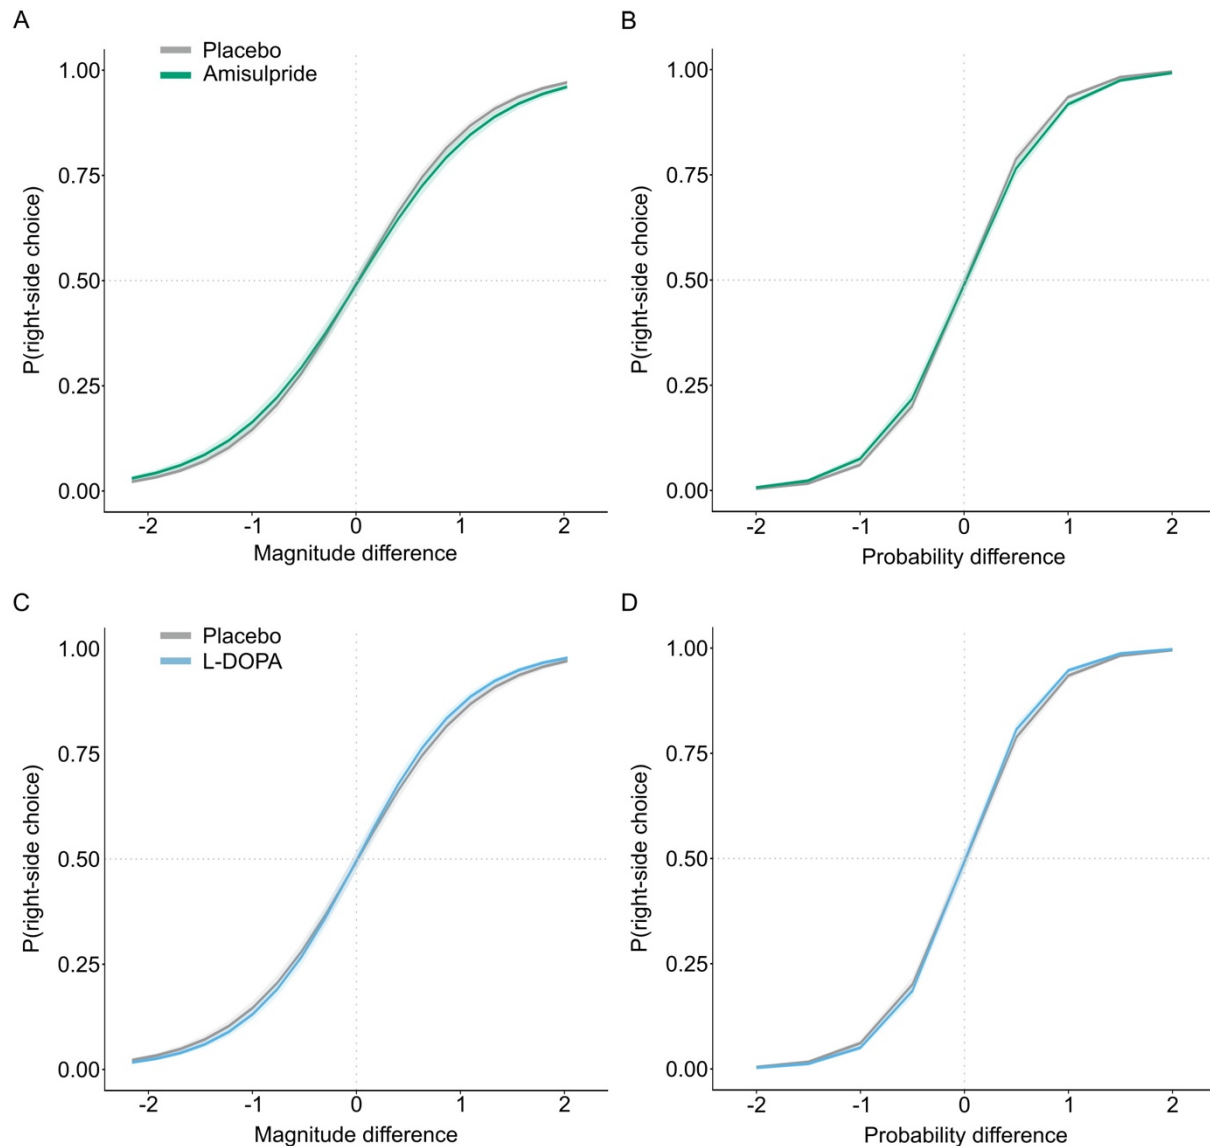 A
Placebo
Amisulpride
P(right-side choice)
1.00
0.75
0.50
0.25
0.00
-2 -1 0 1 2
Magnitude difference
B
P(right-side choice)
1.00
0.75
0.50
0.25
0.00
-2 -1 0 1 2
Probability difference
C
Placebo
L-DOPA
P(right-side choice)
1.00
0.75
0.50
0.25
0.00
-2 -1 0 1 2
Magnitude difference
D
P(right-side choice)
1.00
0.75
0.50
0.25
0.00
-2 -1 0 1 2
Probability difference